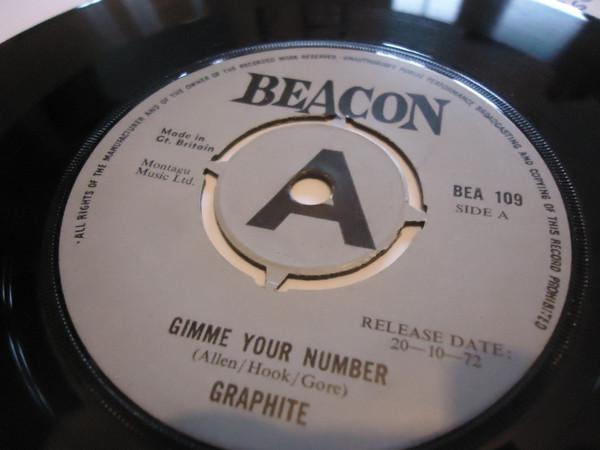 · ALL RIGHTS OF THE MANUFACTURER AND OF THE OWNER OF THE RECORDED WORK RESERVED · UNAUTHORISED PUBLIC PERFORMANCE BROADCASTING AND COPYING OF THIS RECORD PROHIBITED
BEACON
Made in
Gt. Britain
Montagu
Music Ltd.
A
BEA 109
SIDE A
RELEASE DATE:
20—10—72
GIMME YOUR NUMBER
(Allen/Hook/Gore)
GRAPHITE